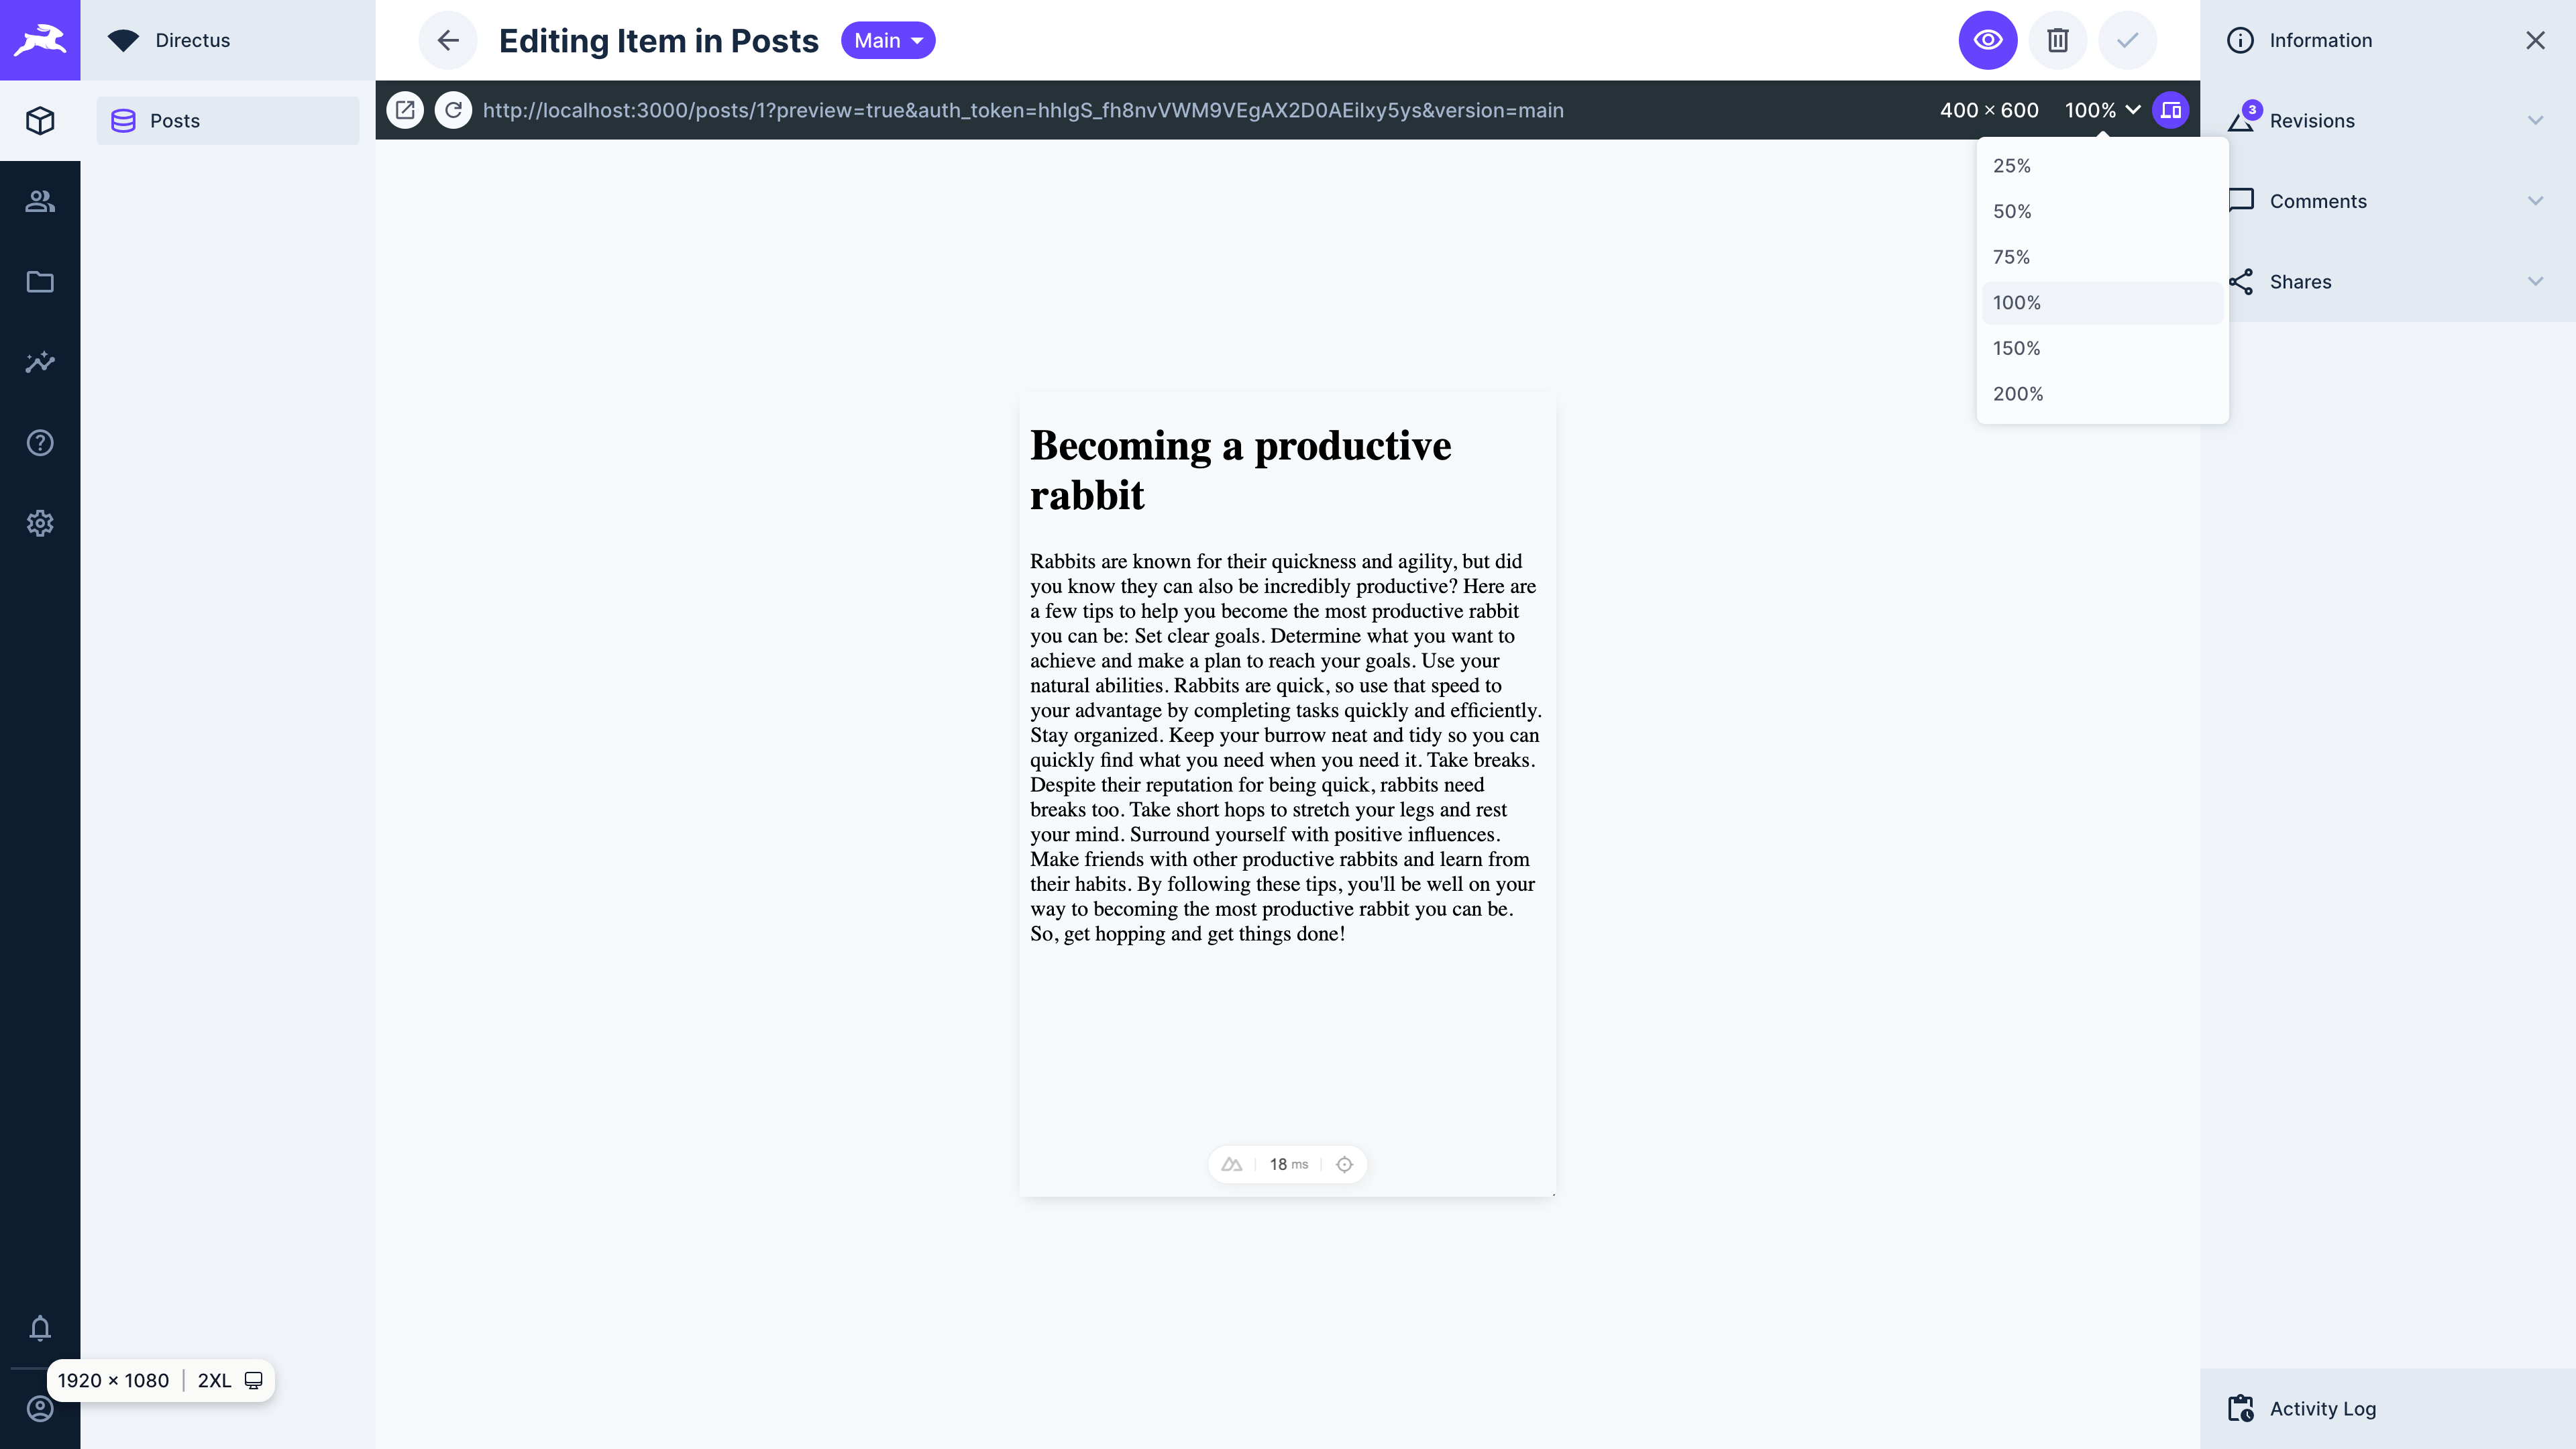 Directus
Editing Item in Posts
Main
Information
Posts
http://localhost:3000/posts/1?preview=true&auth_token=hhlgS_fh8nvVWM9VEgAX2D0AEilxy5ys&version=main
400 × 600
100%
3
Revisions
25%
50%
75%
100%
150%
200%
Comments
Shares
Becoming a productive
rabbit
Rabbits are known for their quickness and agility, but did
you know they can also be incredibly productive? Here are
a few tips to help you become the most productive rabbit
you can be: Set clear goals. Determine what you want to
achieve and make a plan to reach your goals. Use your
natural abilities. Rabbits are quick, so use that speed to
your advantage by completing tasks quickly and efficiently.
Stay organized. Keep your burrow neat and tidy so you can
quickly find what you need when you need it. Take breaks.
Despite their reputation for being quick, rabbits need
breaks too. Take short hops to stretch your legs and rest
your mind. Surround yourself with positive influences.
Make friends with other productive rabbits and learn from
their habits. By following these tips, you'll be well on your
way to becoming the most productive rabbit you can be.
So, get hopping and get things done!
18 ms
1920 × 1080 | 2XL
Activity Log